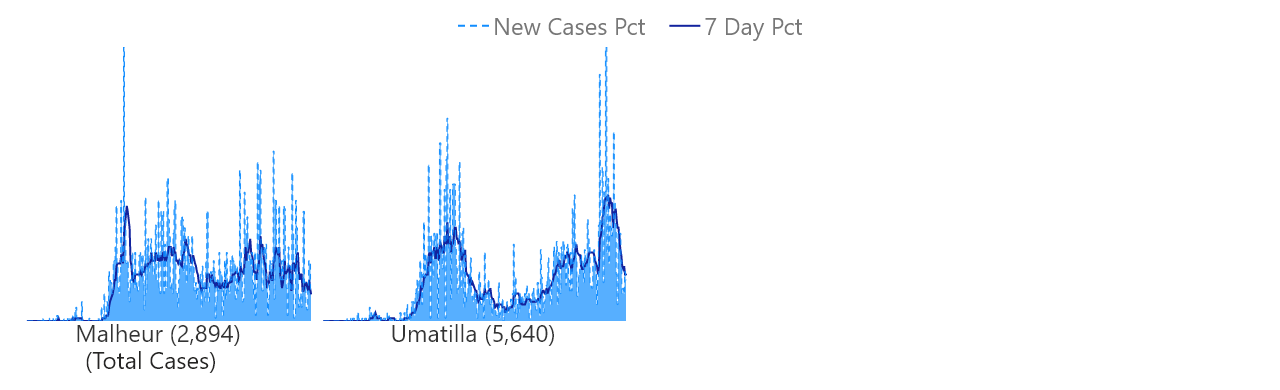 New Cases Pct 7 Day Pct
Malheur (2,894) Umatilla (5,640)
(Total Cases)